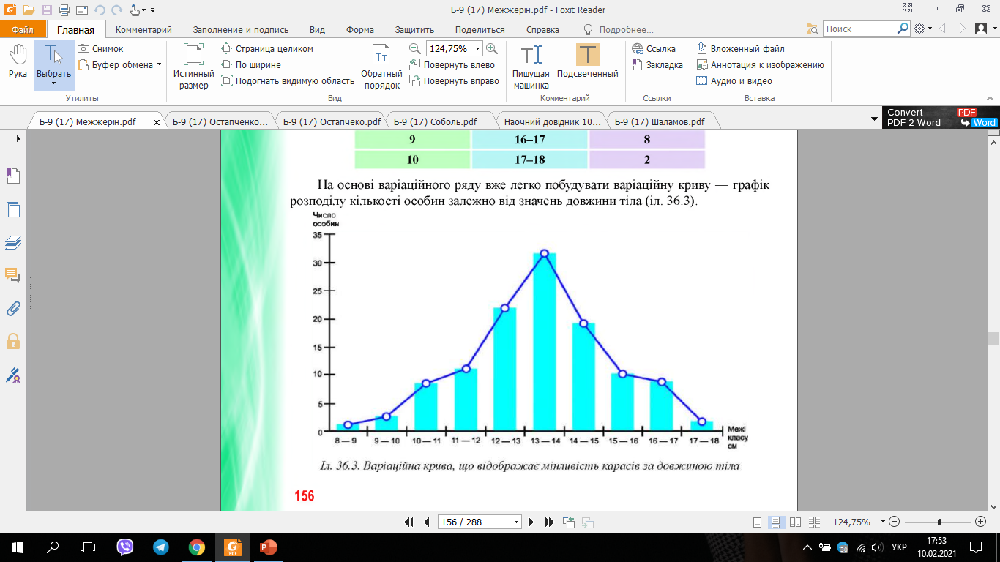 Б-9 (17) Межжерін.pdf - Foxit Reader
Файл Главная Комментарий Заполнение и подпись Вид Форма Защитить Поделиться Справка Подробнее... Поиск
Рука
Выбрать
Снимок
Буфер обмена
Утилиты
Истинный размер
Страница целиком
По ширине
Подогнать видимую область
Обратный порядок
124,75%
Повернуть влево
Повернуть вправо
Вид
Пишущая машинка
Подсвеченный
Комментарий
Ссылка
Закладка
Ссылки
Вложенный файл
Аннотация к изображению
Аудио и видео
Вставка
Б-9 (17) Межжерін.pdf Б-9 (17) Остапченко... Б-9 (17) Остапчеко.pdf Б-9 (17) Соболь.pdf Наочний довідник 10... Б-9 (17) Шаламов.pdf
Convert PDF
PDF 2 Word Word
9 16–17 8
10 17–18 2
На основі варіаційного ряду вже легко побудувати варіаційну криву — графік
розподілу кількості особин залежно від значень довжини тіла (іл. 36.3).
Число
особин
35
30
25
20
15
10
5
0
8 — 9 9 — 10 10 — 11 11 — 12 12 — 13 13 — 14 14 — 15 15 — 16 16 — 17 17 — 18
Межі
класу
см
Іл. 36.3. Варіаційна крива, що відображає мінливість карасів за довжиною тіла
156
156 / 288
124,75%
30
УКР
17:53
10.02.2021